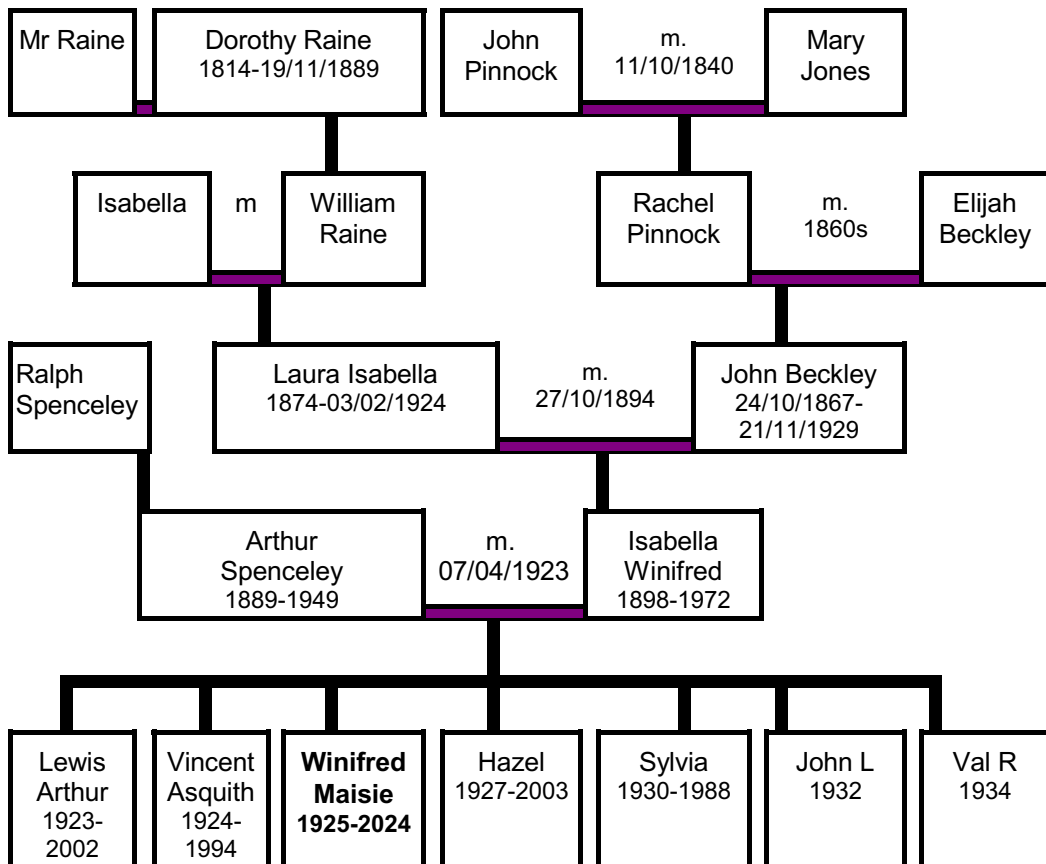 Mr Raine
Dorothy Raine
1814-19/11/1889
John
Pinnock
m.
11/10/1840
Mary
Jones
Isabella
m
William
Raine
Rachel
Pinnock
m.
1860s
Elijah
Beckley
Ralph
Spenceley
Laura Isabella
1874-03/02/1924
m.
27/10/1894
John Beckley
24/10/1867-
21/11/1929
Arthur
Spenceley
1889-1949
m.
07/04/1923
Isabella
Winifred
1898-1972
Lewis
Arthur
1923-
2002
Vincent
Asquith
1924-
1994
Winifred
Maisie
1925-2024
Hazel
1927-2003
Sylvia
1930-1988
John L
1932
Val R
1934